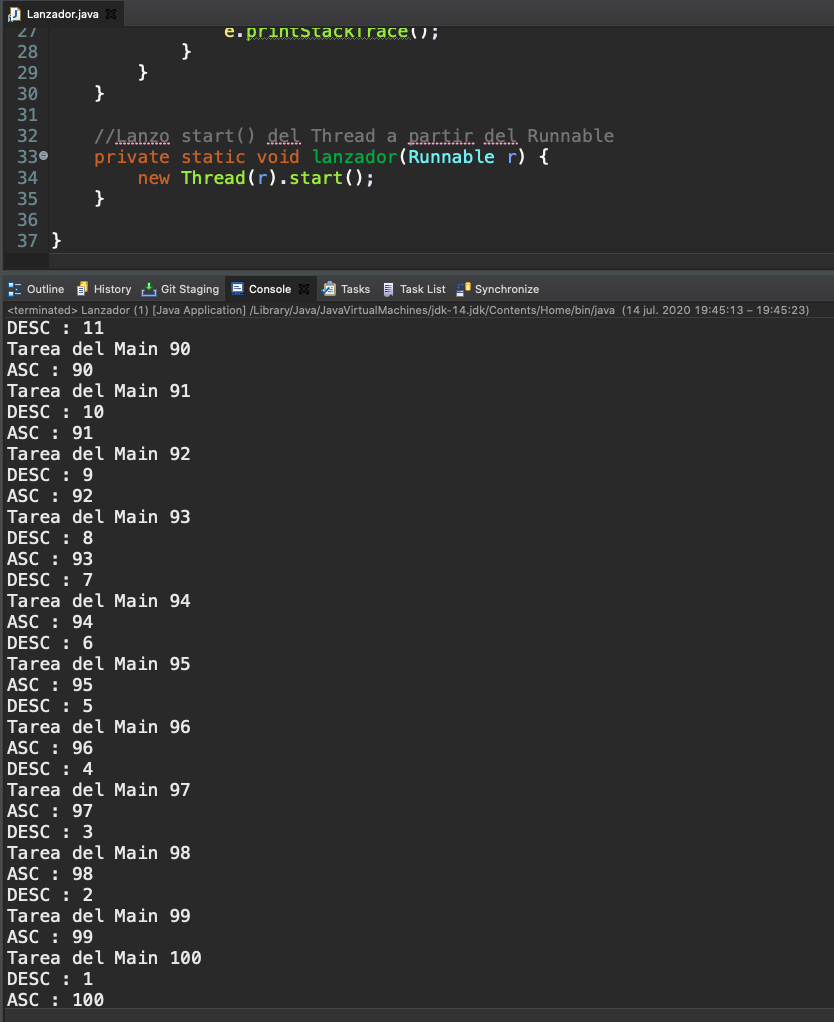 Lanzador.java
27 e.printStackTrace();
28 }
29 }
30 }
31
32 //Lanzo start() del Thread a partir del Runnable
33 private static void lanzador(Runnable r) {
34 new Thread(r).start();
35 }
36
37 }
Outline History Git Staging Console Tasks Task List Synchronize
<terminated> Lanzador (1) [Java Application] /Library/Java/JavaVirtualMachines/jdk-14.jdk/Contents/Home/bin/java (14 jul. 2020 19:45:13 – 19:45:23)
DESC : 11
Tarea del Main 90
ASC : 90
Tarea del Main 91
DESC : 10
ASC : 91
Tarea del Main 92
DESC : 9
ASC : 92
Tarea del Main 93
DESC : 8
ASC : 93
DESC : 7
Tarea del Main 94
ASC : 94
DESC : 6
Tarea del Main 95
ASC : 95
DESC : 5
Tarea del Main 96
ASC : 96
DESC : 4
Tarea del Main 97
ASC : 97
DESC : 3
Tarea del Main 98
ASC : 98
DESC : 2
Tarea del Main 99
ASC : 99
Tarea del Main 100
DESC : 1
ASC : 100